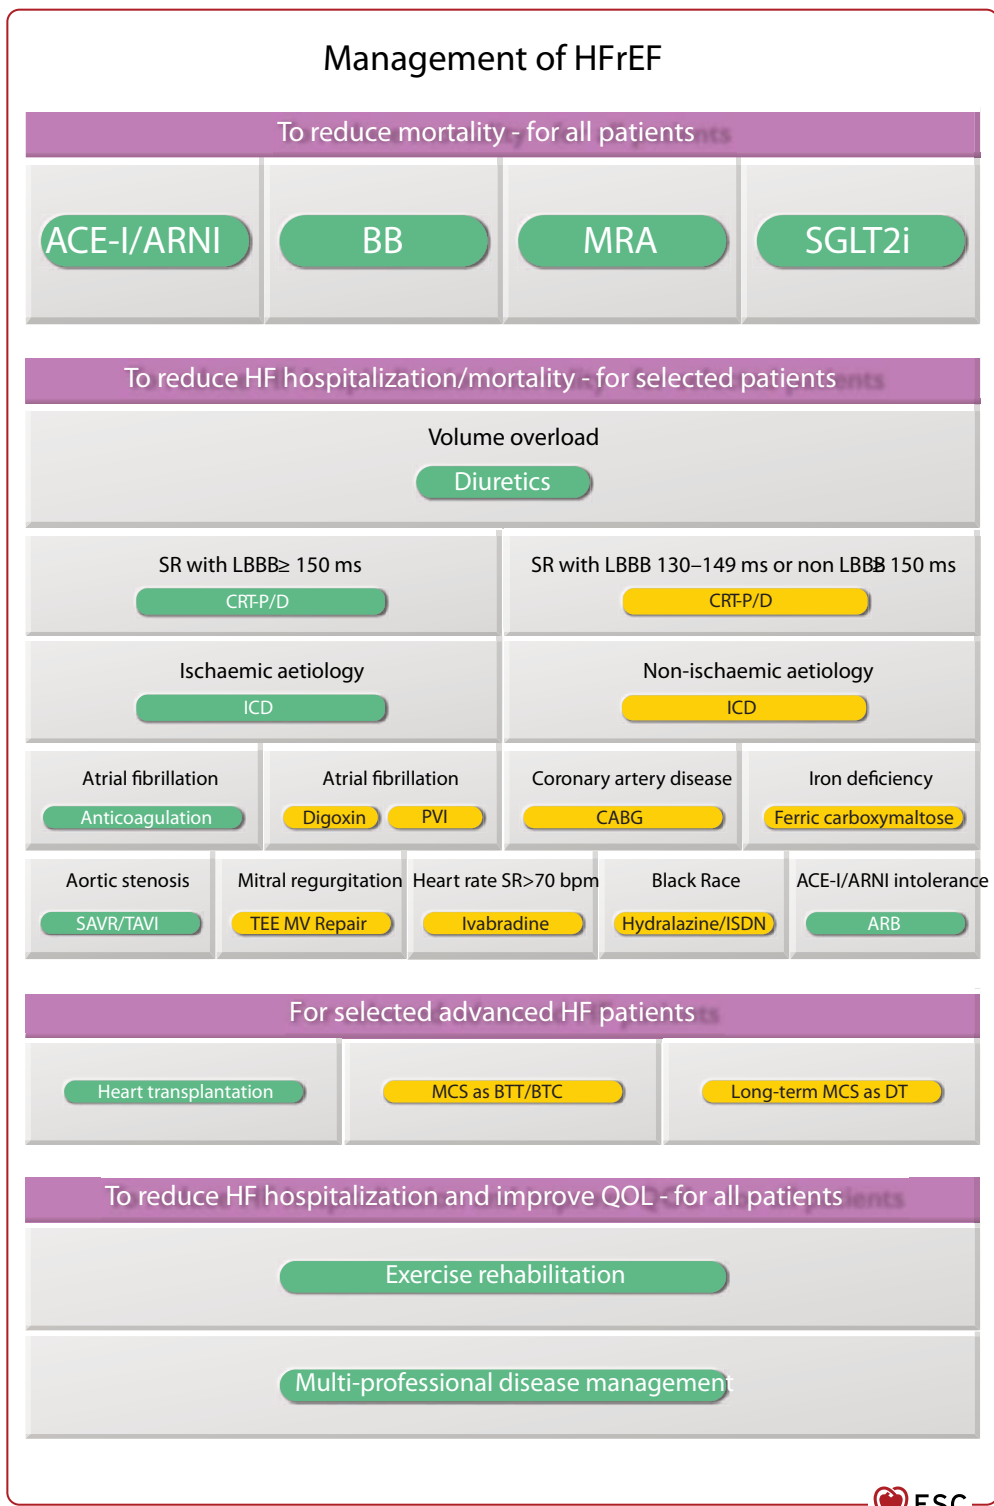 Management of HFrEF
To reduce mortality - for all patients
ACE-I/ARNI
BB
MRA
SGLT2i
To reduce HF hospitalization/mortality - for selected patients
Volume overload
Diuretics
SR with LBBB≥ 150 ms
CRT-P/D
SR with LBBB 130–149 ms or non LBBB≥ 150 ms
CRT-P/D
Ischaemic aetiology
ICD
Non-ischaemic aetiology
ICD
Atrial fibrillation
Anticoagulation
Atrial fibrillation
Digoxin
PVI
Coronary artery disease
CABG
Iron deficiency
Ferric carboxymaltose
Aortic stenosis
SAVR/TAVI
Mitral regurgitation
TEE MV Repair
Heart rate SR>70 bpm
Ivabradine
Black Race
Hydralazine/ISDN
ACE-I/ARNI intolerance
ARB
For selected advanced HF patients
Heart transplantation
MCS as BTT/BTC
Long-term MCS as DT
To reduce HF hospitalization and improve QOL - for all patients
Exercise rehabilitation
Multi-professional disease management
ESC